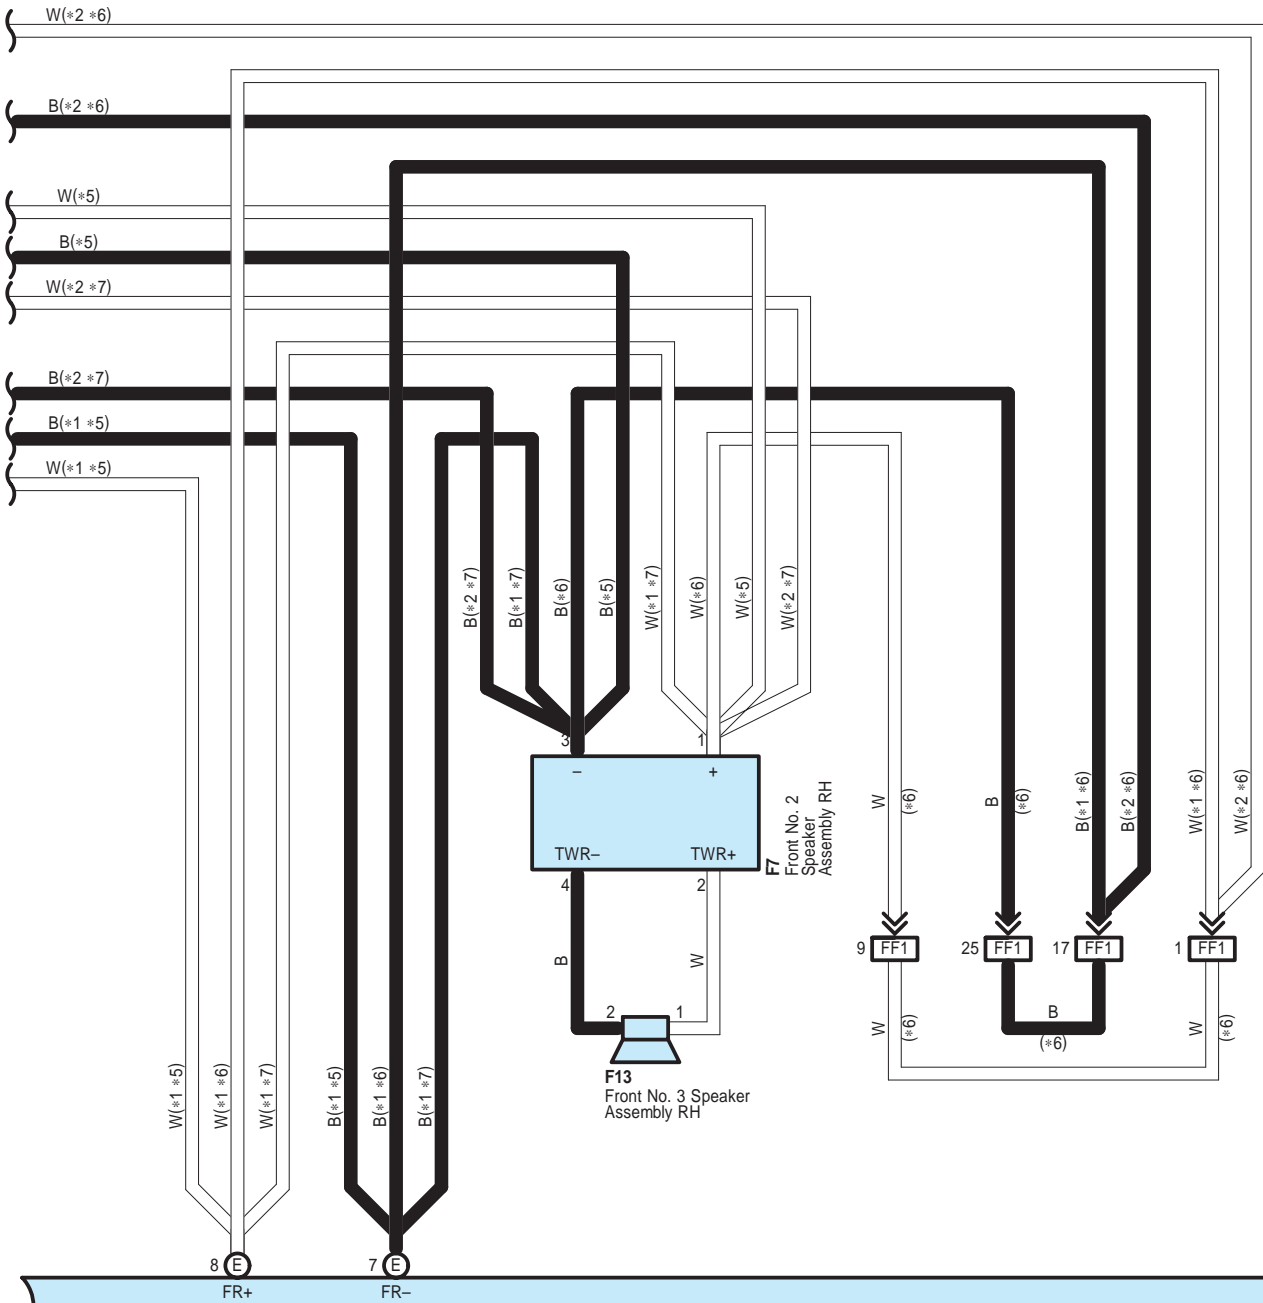 W(*2 *6)
B(*2 *6)
W(*5)
B(*5)
W(*2 *7)
B(*2 *7)
B(*1 *5)
W(*1 *5)
B(*2 *7)
B(*1 *7)
B(*6)
B(*5)
W(*1 *7)
W(*6)
W(*5)
W(*2 *7)
3
1
–
+
TWR–
TWR+
4
2
F7
Front No. 2
Speaker
Assembly RH
W
(*6)
B
(*6)
B(*1 *6)
B(*2 *6)
W(*1 *6)
W(*2 *6)
9 FF1
25 FF1
17 FF1
1 FF1
B
W
2
1
F13
Front No. 3 Speaker
Assembly RH
W
(*6)
B
(*6)
W
(*6)
W(*1 *5)
W(*1 *6)
W(*1 *7)
B(*1 *5)
B(*1 *6)
B(*1 *7)
8 E
7 E
FR+
FR–